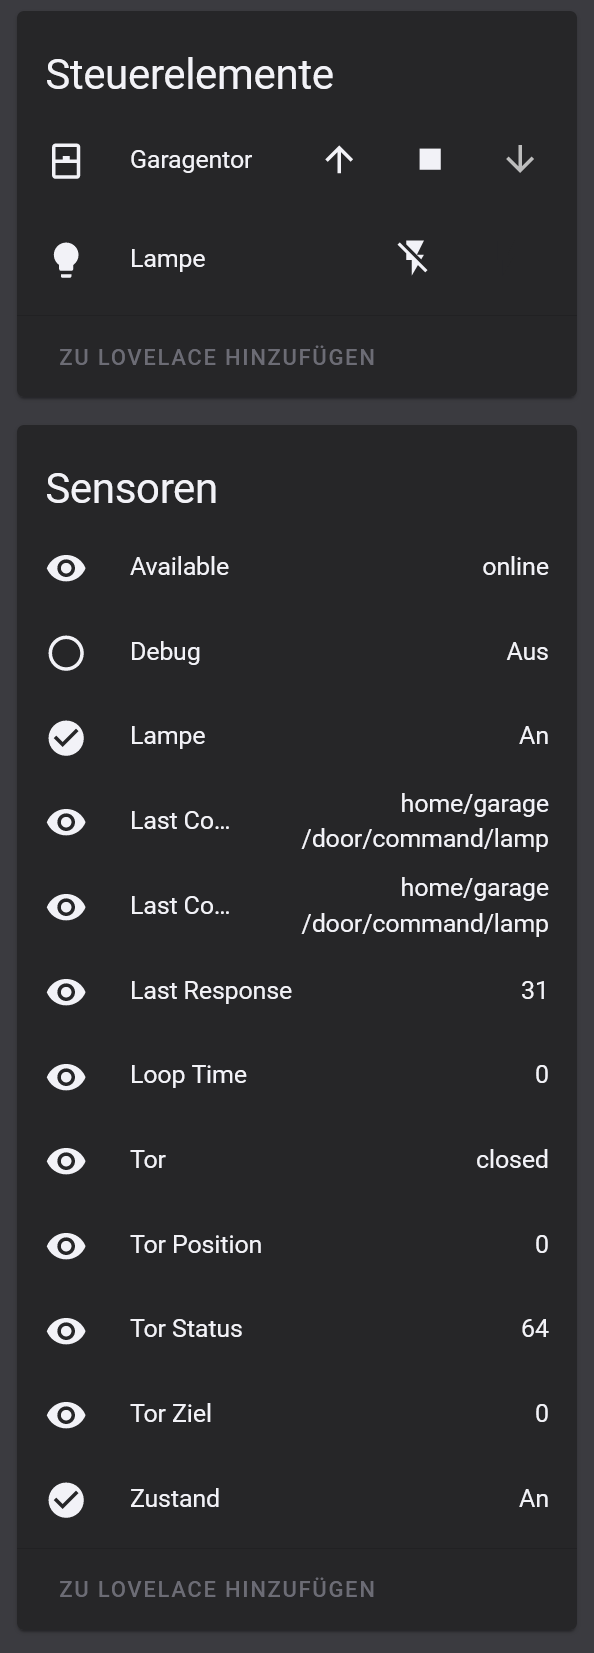 Steuerelemente
Garagentor
Lampe
ZU LOVELACE HINZUFÜGEN
Sensoren
Available online
Debug Aus
Lampe An
Last Co... home/garage
/door/command/lamp
Last Co... home/garage
/door/command/lamp
Last Response 31
Loop Time 0
Tor closed
Tor Position 0
Tor Status 64
Tor Ziel 0
Zustand An
ZU LOVELACE HINZUFÜGEN